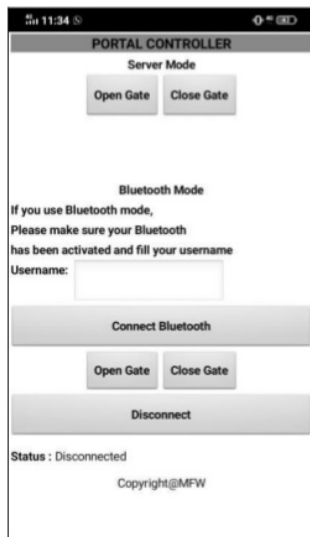 4G 11:34
PORTAL CONTROLLER
Server Mode
Open Gate Close Gate
Bluetooth Mode
If you use Bluetooth mode,
Please make sure your Bluetooth
has been activated and fill your username
Username:
Connect Bluetooth
Open Gate Close Gate
Disconnect
Status : Disconnected
Copyright@MFW